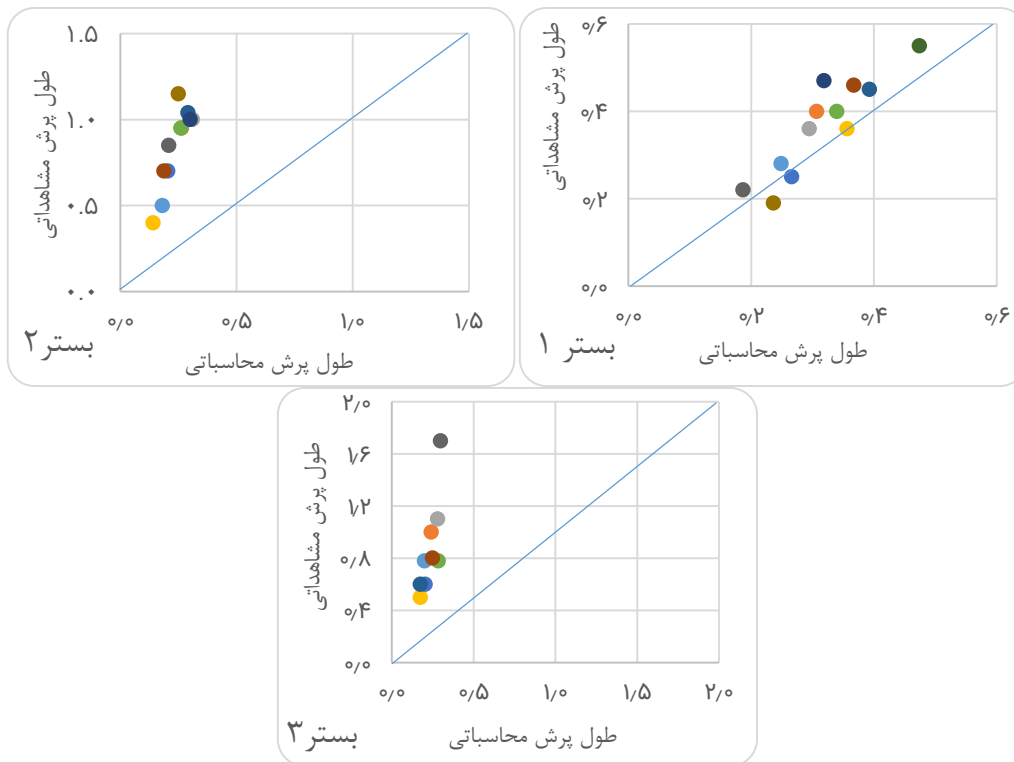 ۰٫۶
۰٫۴
۰٫۲
۰٫۰
طول پرش مشاهداتی
۰٫۰ ۰٫۲ ۰٫۴ ۰٫۶
طول پرش محاسباتی
بستر ۱
۱.۵
۱.۰
۰.۵
۰.۰
طول پرش مشاهداتی
۰٫۰ ۰٫۵ ۱٫۰ ۱٫۵
طول پرش محاسباتی
بستر۲
۲٫۰
۱٫۶
۱٫۲
۰٫۸
۰٫۴
۰٫۰
طول پرش مشاهداتی
۰٫۰ ۰٫۵ ۱٫۰ ۱٫۵ ۲٫۰
طول پرش محاسباتی
بستر۳